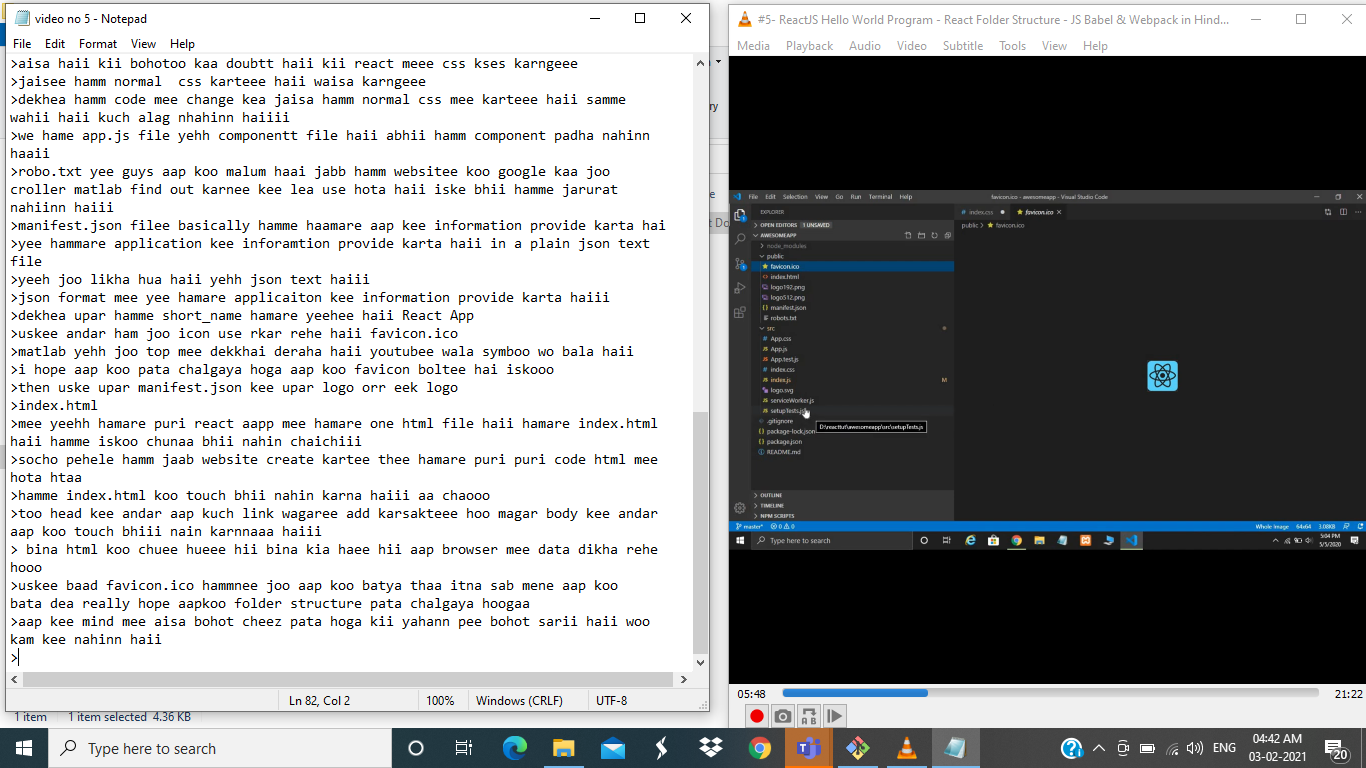 video no 5 - Notepad
File Edit Format View Help
>aisa haii kii bohotoo kaa doubtt haii kii react meee css kses karngeee
>jaisee hamm normal  css karteee haii waisa karngeee
>dekhea hamm code mee change kea jaisa hamm normal css mee karteee haii samme
wahii haii kuch alag nhahinn haiiii
>we hame app.js file yehh componentt file haii abhii hamm component padha nahinn
haaii
>robo.txt yee guys aap koo malum haai jabb hamm websitee koo google kaa joo
croller matlab find out karnee kee lea use hota haii iske bhii hamme jarurat
nahiinn haiii
>manifest.json filee basically hamme haamare aap kee information provide karta hai
>yee hammare application kee inforamtion provide karta haii in a plain json text
file
>yeeh joo likha hua haii yehh json text haiii
>json format mee yee hamare applicaiton kee information provide karta haiii
>dekhea upar hamme short_name hamare yeehee haii React App
>uskee andar ham joo icon use rkar rehe haii favicon.ico
>matlab yehh joo top mee dekkhai deraha haii youtubee wala symboo wo bala haii
>i hope aap koo pata chalgaya hoga aap koo favicon boltee hai iskooo
>then uske upar manifest.json kee upar logo orr eek logo
>index.html
>mee yeehh hamare puri react aapp mee hamare one html file haii hamare index.html
haii hamme iskoo chunaa bhii nahin chaichiii
>socho pehele hamm jaab website create kartee thee hamare puri puri code html mee
hota htaa
>hamme index.html koo touch bhii nahin karna haiii aa chaooo
>too head kee andar aap kuch link wagaree add karsakteee hoo magar body kee andar
aap koo touch bhiii nain karnnaaa haiii
> bina html koo chuee hueee hii bina kia haee hii aap browser mee data dikha rehe
hooo
>uskee baad favicon.ico hammnee joo aap koo batya thaa itna sab mene aap koo
bata dea really hope aapkoo folder structure pata chalgaya hoogaa
>aap kee mind mee aisa bohot cheez pata hoga kii yahann pee bohot sarii haii woo
kam kee nahinn haii
>
Ln 82, Col 2 100% Windows (CRLF) UTF-8
1 item 1 item selected 4.36 KB
#5- ReactJS Hello World Program - React Folder Structure - JS Babel & Webpack in Hind...
Media Playback Audio Video Subtitle Tools View Help
File Edit Selection View Go Run Terminal Help favicon.ico - awesomeapp - Visual Studio Code
EXPLORER index.css favicon.ico
OPEN EDITORS 1 UNSAVED public > favicon.ico
AWESOMEAPP
node_modules
public
favicon.ico
index.html
logo192.png
logo512.png
manifest.json
robots.txt
src
App.css
App.js
App.test.js
index.css
index.js M
logo.svg
serviceWorker.js
setupTests.js
D:\reacttut\awesomeapp\src\setupTests.js
.gitignore
package-lock.json
package.json
README.md
OUTLINE
TIMELINE
NPM SCRIPTS
master* 0 0 Whole Image 64x64 3.08KB
Type here to search 5:04 PM
5/5/2020
05:48 21:22
Type here to search ENG 04:42 AM
03-02-2021 20